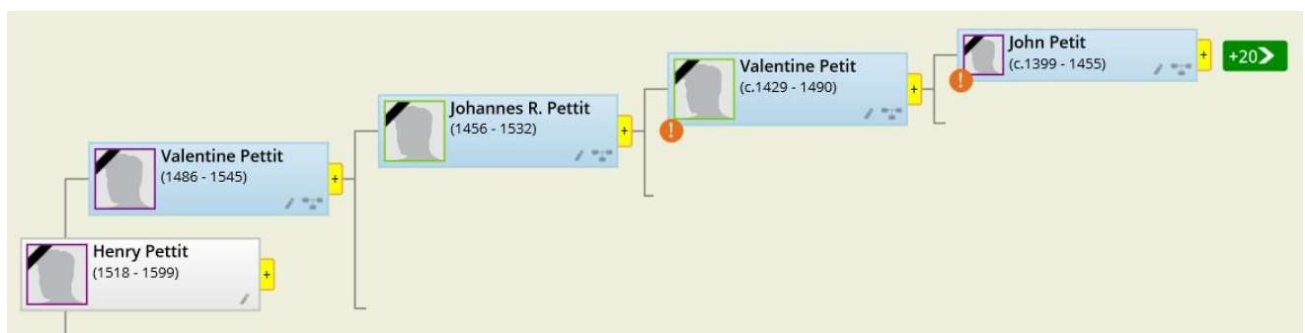 John Petit
(c.1399 - 1455)
+
+20
!
Valentine Petit
(c.1429 - 1490)
+
!
Johannes R. Pettit
(1456 - 1532)
+
Valentine Pettit
(1486 - 1545)
+
Henry Pettit
(1518 - 1599)
+